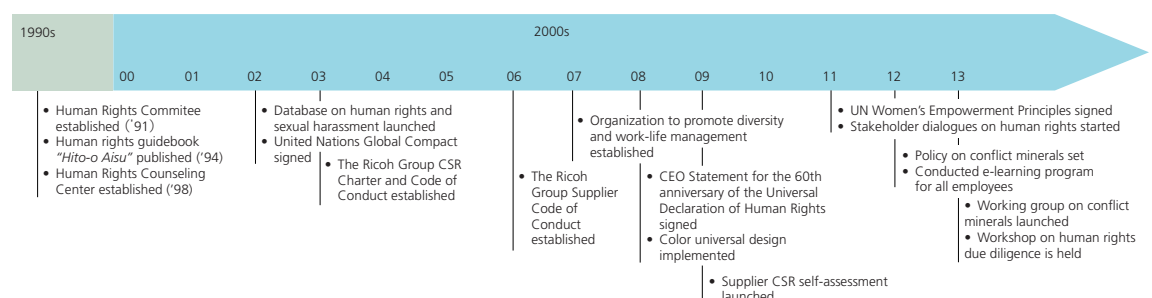 1990s
2000s
00 01 02 03 04 05 06 07 08 09 10 11 12 13
• Human Rights Commitee
established (‘91)
• Human rights guidebook
“Hito-o Aisu” published (’94)
• Human Rights Counseling
Center established (’98)
• Database on human rights and
sexual harassment launched
• United Nations Global Compact
signed
• The Ricoh Group CSR
Charter and Code of
Conduct established
• The Ricoh
Group Supplier
Code of
Conduct
established
• Organization to promote diversity
and work-life management
established
• CEO Statement for the 60th
anniversary of the Universal
Declaration of Human Rights
signed
• Color universal design
implemented
• Supplier CSR self-assessment
launched
• UN Women’s Empowerment Principles signed
• Stakeholder dialogues on human rights started
• Policy on conflict minerals set
• Conducted e-learning program
for all employees
• Working group on conflict
minerals launched
• Workshop on human rights
due diligence is held